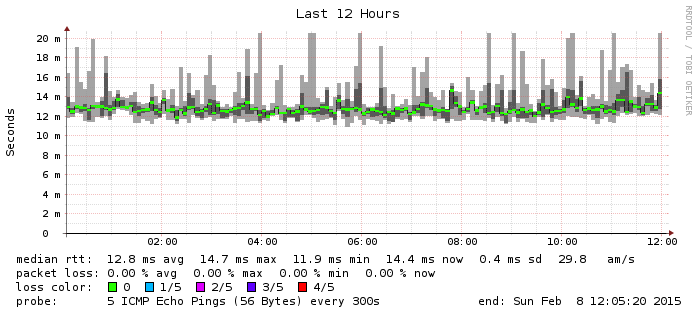 Last 12 Hours
RRDTOOL / TOBI OETIKER
Seconds
20 m
18 m
16 m
14 m
12 m
10 m
8 m
6 m
4 m
2 m
0
02:00 04:00 06:00 08:00 10:00 12:00
median rtt: 12.8 ms avg 14.7 ms max 11.9 ms min 14.4 ms now 0.4 ms sd 29.8 am/s
packet loss: 0.00 % avg 0.00 % max 0.00 % min 0.00 % now
loss color: 0 1/5 2/5 3/5 4/5
probe: 5 ICMP Echo Pings (56 Bytes) every 300s end: Sun Feb 8 12:05:20 2015